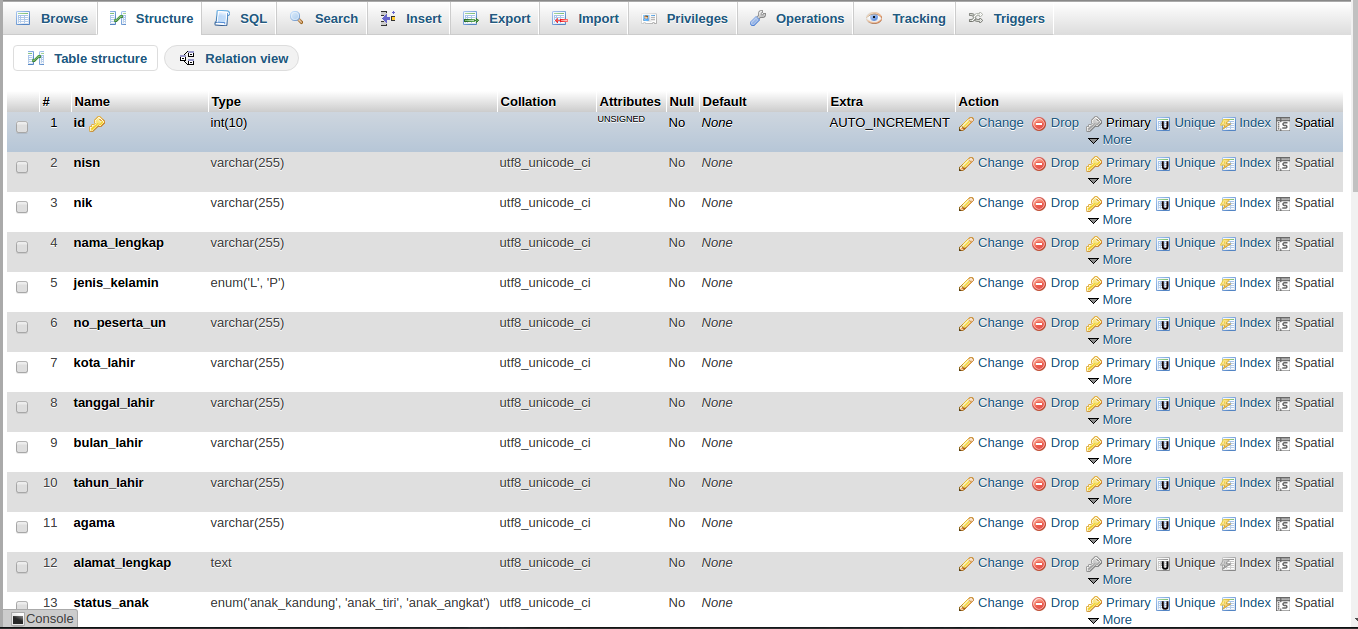 Browse Structure SQL Search Insert Export Import Privileges Operations Tracking Triggers
Table structure Relation view
# Name Type Collation Attributes Null Default Extra Action
1 id int(10) UNSIGNED No None AUTO_INCREMENT Change Drop Primary Unique Index Spatial
More
2 nisn varchar(255) utf8_unicode_ci No None Change Drop Primary Unique Index Spatial
More
3 nik varchar(255) utf8_unicode_ci No None Change Drop Primary Unique Index Spatial
More
4 nama_lengkap varchar(255) utf8_unicode_ci No None Change Drop Primary Unique Index Spatial
More
5 jenis_kelamin enum('L', 'P') utf8_unicode_ci No None Change Drop Primary Unique Index Spatial
More
6 no_peserta_un varchar(255) utf8_unicode_ci No None Change Drop Primary Unique Index Spatial
More
7 kota_lahir varchar(255) utf8_unicode_ci No None Change Drop Primary Unique Index Spatial
More
8 tanggal_lahir varchar(255) utf8_unicode_ci No None Change Drop Primary Unique Index Spatial
More
9 bulan_lahir varchar(255) utf8_unicode_ci No None Change Drop Primary Unique Index Spatial
More
10 tahun_lahir varchar(255) utf8_unicode_ci No None Change Drop Primary Unique Index Spatial
More
11 agama varchar(255) utf8_unicode_ci No None Change Drop Primary Unique Index Spatial
More
12 alamat_lengkap text utf8_unicode_ci No None Change Drop Primary Unique Index Spatial
More
13 status_anak enum('anak_kandung', 'anak_tiri', 'anak_angkat') utf8_unicode_ci No None Change Drop Primary Unique Index Spatial
More
Console